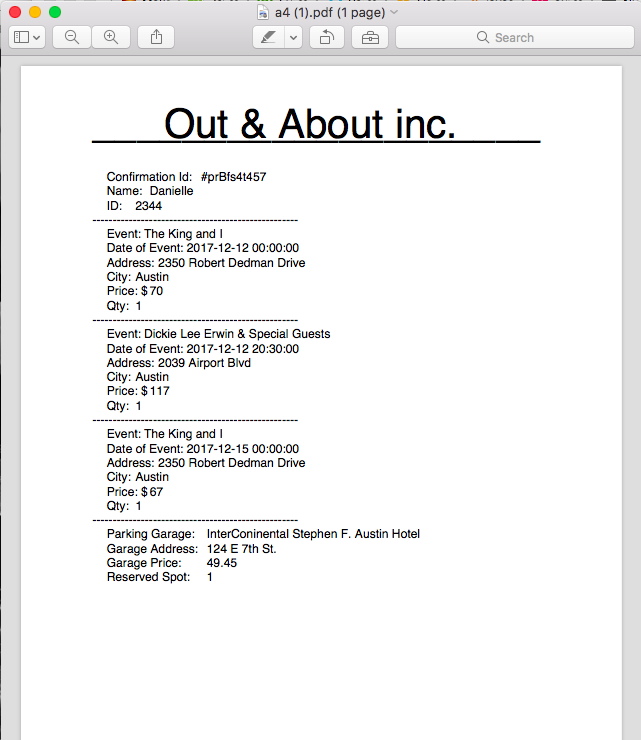 a4 (1).pdf (1 page)
Search
Out & About inc.
Confirmation Id: #prBfs4t457
Name: Danielle
ID: 2344
--------------------------------------------------
Event: The King and I
Date of Event: 2017-12-12 00:00:00
Address: 2350 Robert Dedman Drive
City: Austin
Price: $70
Qty: 1
--------------------------------------------------
Event: Dickie Lee Erwin & Special Guests
Date of Event: 2017-12-12 20:30:00
Address: 2039 Airport Blvd
City: Austin
Price: $117
Qty: 1
--------------------------------------------------
Event: The King and I
Date of Event: 2017-12-15 00:00:00
Address: 2350 Robert Dedman Drive
City: Austin
Price: $67
Qty: 1
--------------------------------------------------
Parking Garage: InterConinental Stephen F. Austin Hotel
Garage Address: 124 E 7th St.
Garage Price: 49.45
Reserved Spot: 1